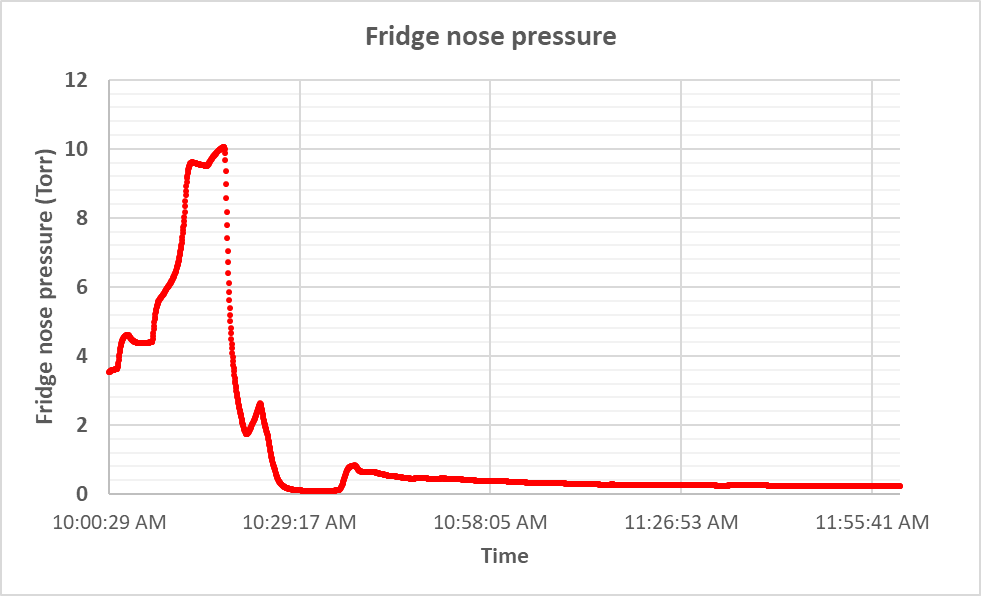 Fridge nose pressure
Fridge nose pressure (Torr)
12
10
8
6
4
2
0
10:00:29 AM 10:29:17 AM 10:58:05 AM 11:26:53 AM 11:55:41 AM
Time